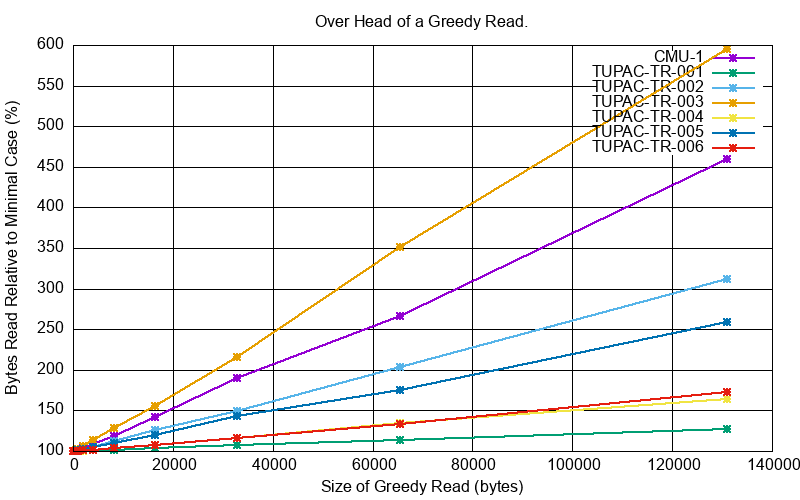 Over Head of a Greedy Read.
600
550
500
450
400
350
300
250
200
150
100
Bytes Read Relative to Minimal Case (%)
CMU-1
TUPAC-TR-001
TUPAC-TR-002
TUPAC-TR-003
TUPAC-TR-004
TUPAC-TR-005
TUPAC-TR-006
0 20000 40000 60000 80000 100000 120000 140000
Size of Greedy Read (bytes)